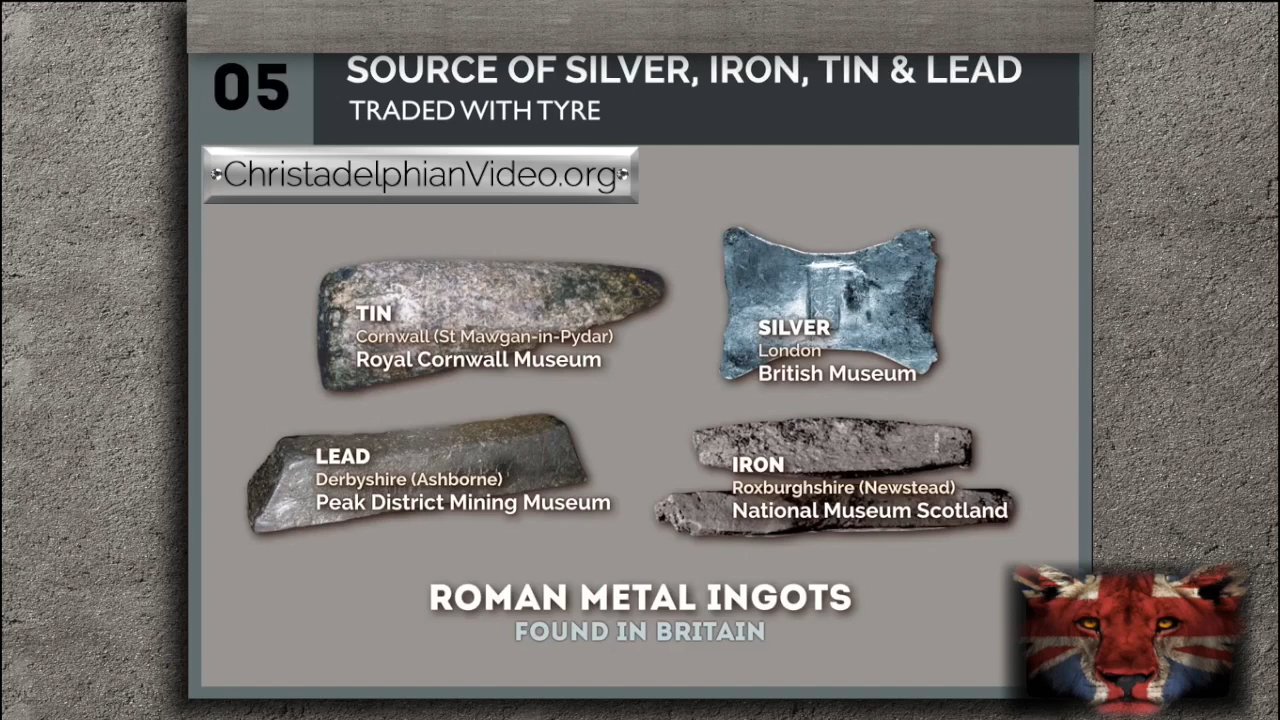 05
SOURCE OF SILVER, IRON, TIN & LEAD
TRADED WITH TYRE
ChristadelphianVideo.org
TIN
Cornwall (St Mawgan-in-Pydar)
Royal Cornwall Museum
SILVER
London
British Museum
LEAD
Derbyshire (Ashborne)
Peak District Mining Museum
IRON
Roxburghshire (Newstead)
National Museum Scotland
ROMAN METAL INGOTS
FOUND IN BRITAIN